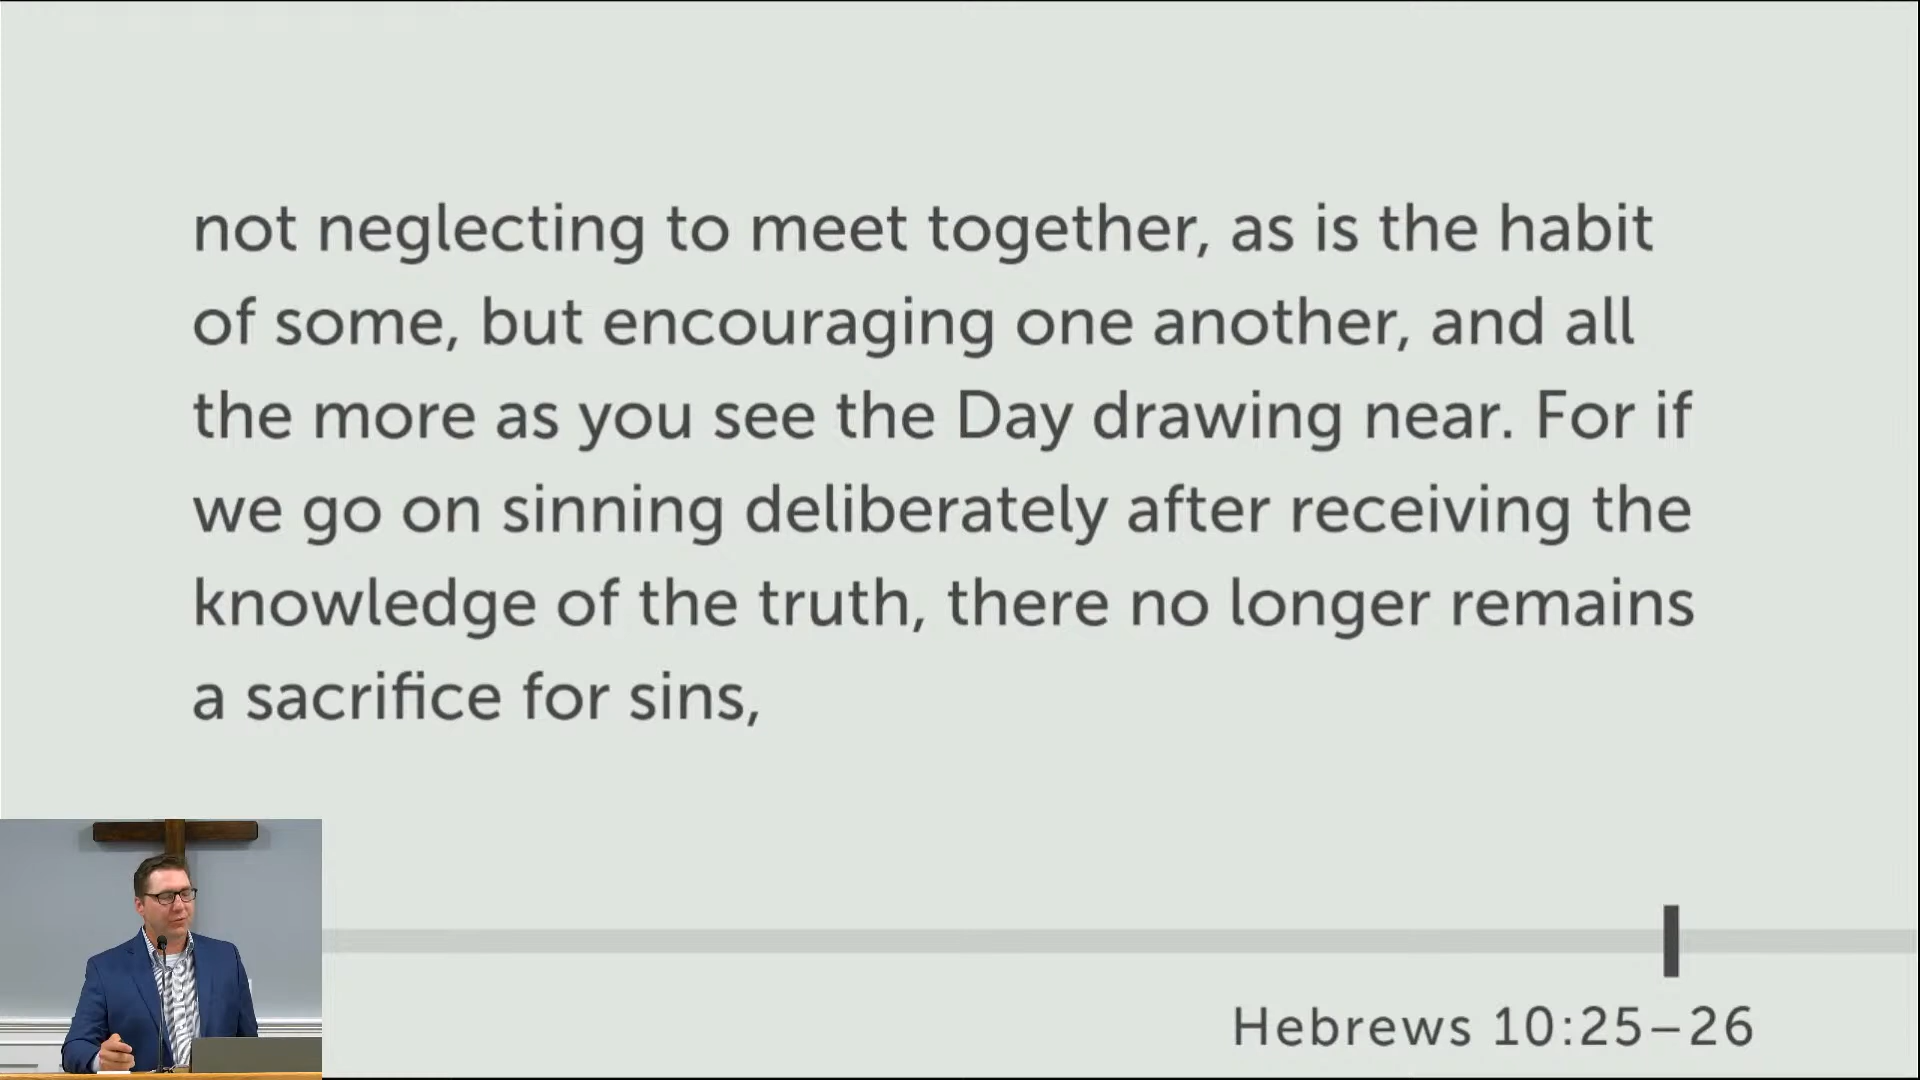 not neglecting to meet together, as is the habit
of some, but encouraging one another, and all
the more as you see the Day drawing near. For if
we go on sinning deliberately after receiving the
knowledge of the truth, there no longer remains
a sacrifice for sins,
Hebrews 10:25–26